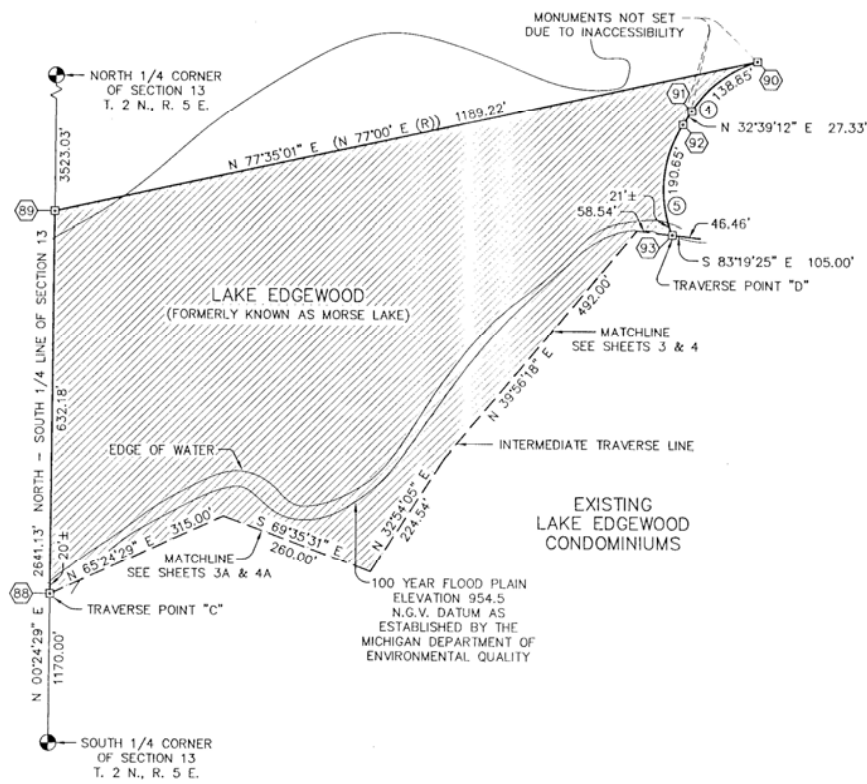 MONUMENTS NOT SET
DUE TO INACCESSIBILITY
NORTH 1/4 CORNER
OF SECTION 13
T. 2 N., R. 5 E.
90
138.85'
91
1
N 32°39'12" E 27.33'
92
N 77°35'01" E (N 77°00' E (R)) 1189.22'
3523.03'
89
190.65'
5
21'±
58.54'
46.46'
93
S 83°19'25" E 105.00'
TRAVERSE POINT "D"
LAKE EDGEWOOD
(FORMERLY KNOWN AS MORSE LAKE)
492.00'
N 39°56'18" E
MATCHLINE
SEE SHEETS 3 & 4
632.18'
N 00°24'29" E 2641.13' NORTH - SOUTH 1/4 LINE OF SECTION 13
EDGE OF WATER
INTERMEDIATE TRAVERSE LINE
EXISTING
LAKE EDGEWOOD
CONDOMINIUMS
N 32°54'05" E
224.54'
20'±
N 65°24'29" E 315.00'
S 69°35'31" E
260.00'
MATCHLINE
SEE SHEETS 3A & 4A
88
TRAVERSE POINT "C"
100 YEAR FLOOD PLAIN
ELEVATION 954.5
N.G.V. DATUM AS
ESTABLISHED BY THE
MICHIGAN DEPARTMENT OF
ENVIRONMENTAL QUALITY
1170.00'
SOUTH 1/4 CORNER
OF SECTION 13
T. 2 N., R. 5 E.